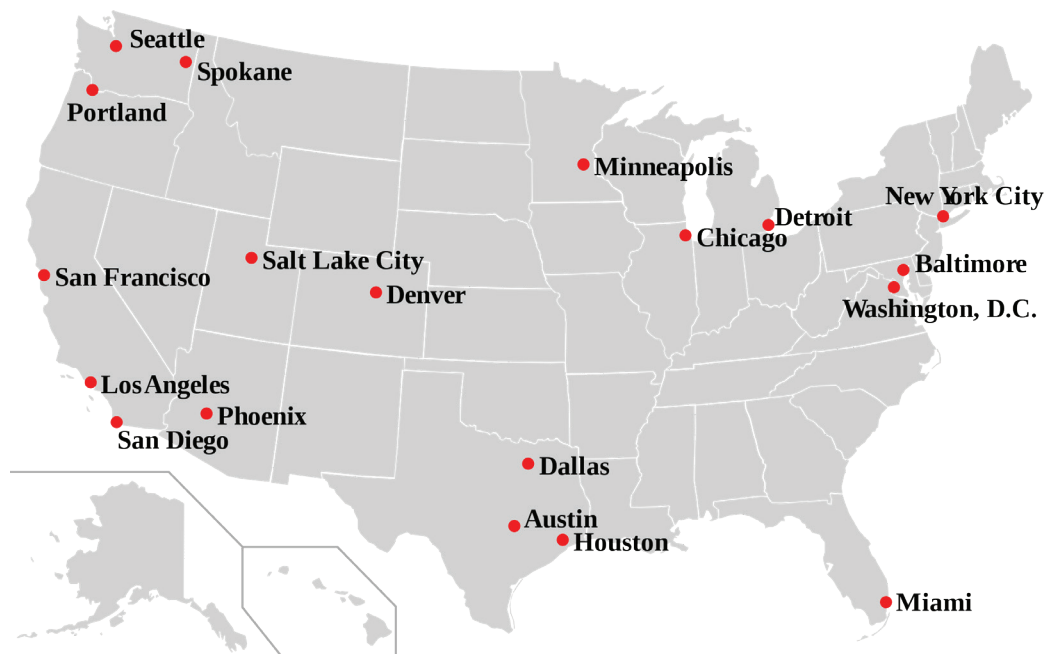 Seattle
Spokane
Portland
Minneapolis
New York City
Detroit
Chicago
Salt Lake City
Baltimore
San Francisco
Denver
Washington, D.C.
Los Angeles
Phoenix
San Diego
Dallas
Austin
Houston
Miami